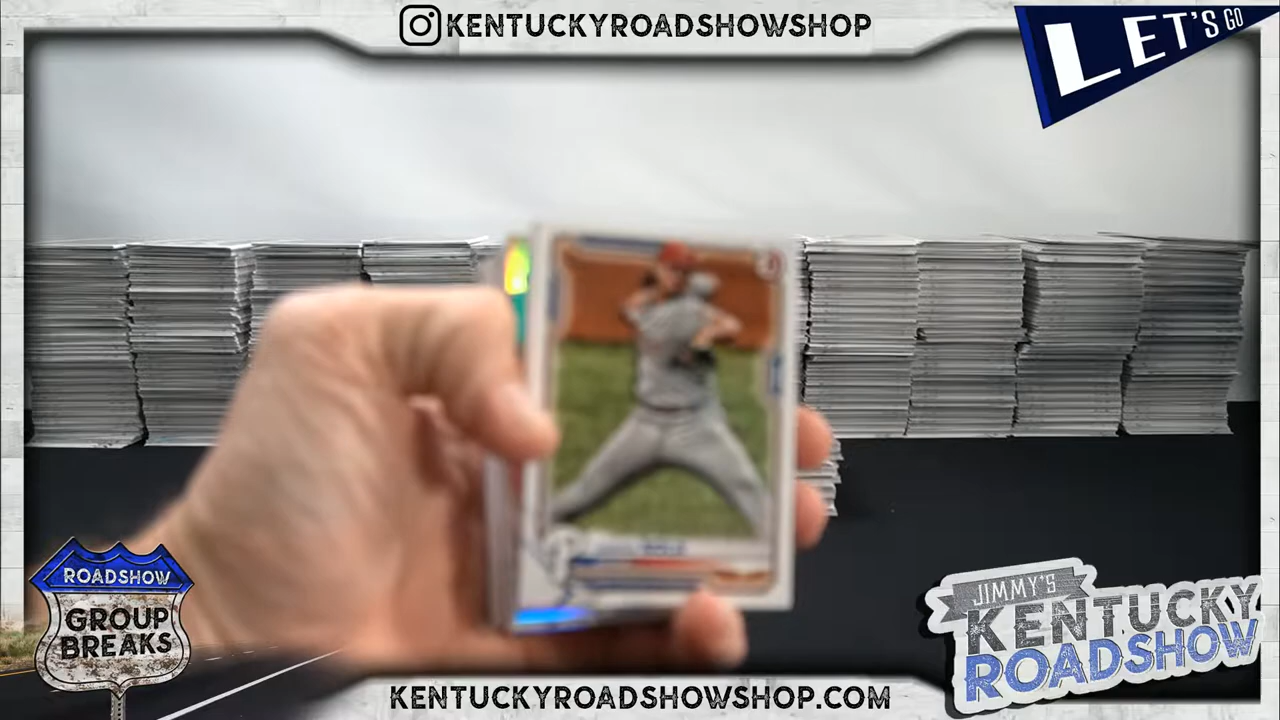 KENTUCKYROADSHOWSHOP
LET'S GO
ROADSHOW
GROUP
BREAKS
JIMMY'S
KENTUCKY
ROADSHOW
KENTUCKYROADSHOWSHOP.COM